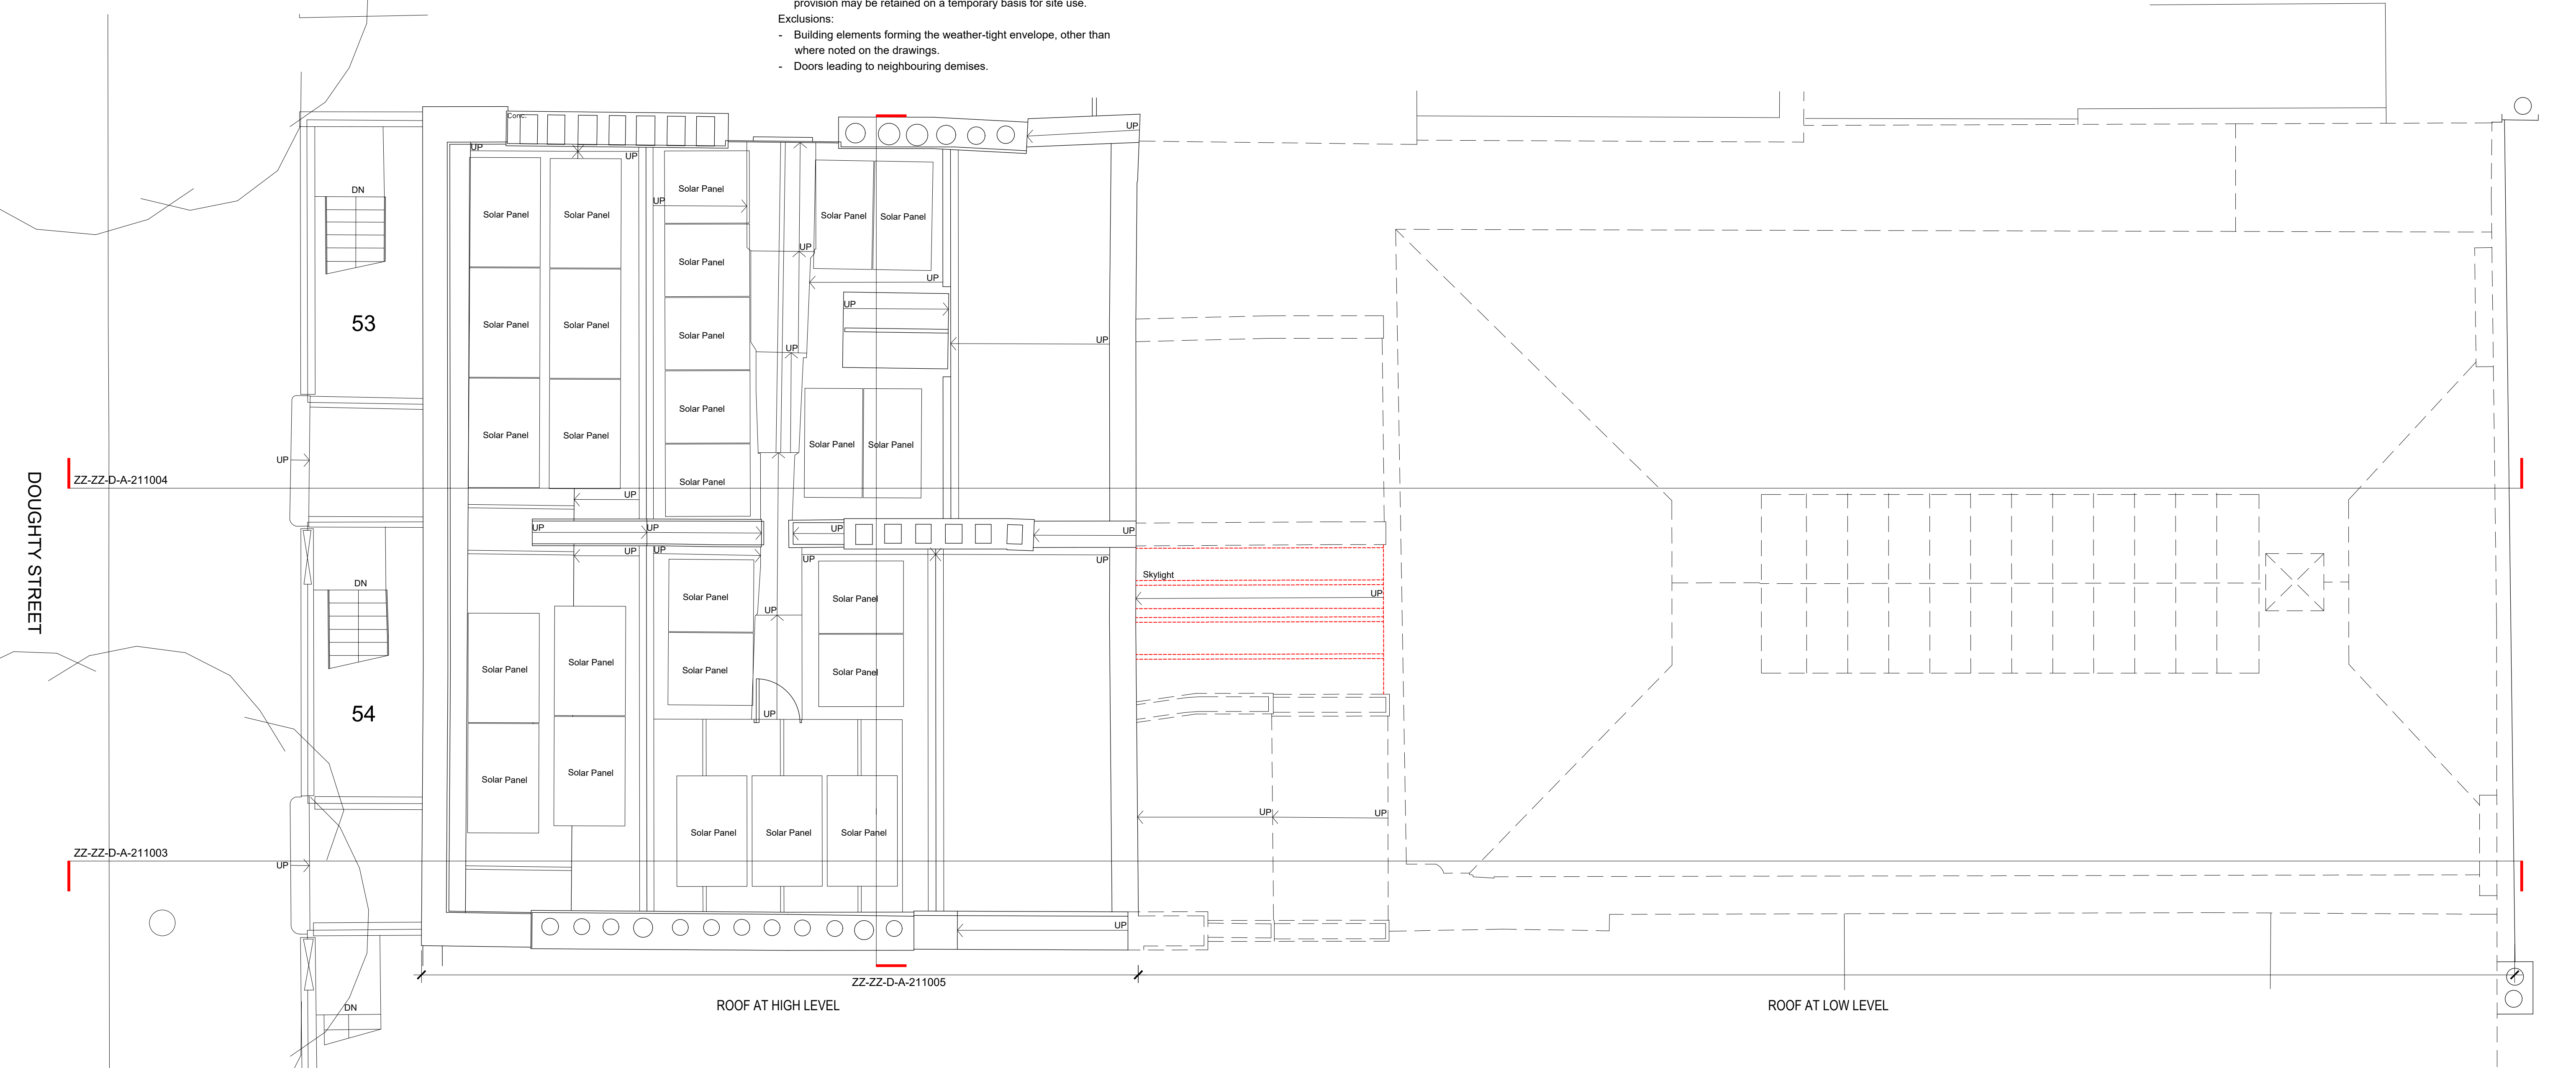 provision may be retained on a temporary basis for site use.
Exclusions:
- Building elements forming the weather-tight envelope, other than
where noted on the drawings.
- Doors leading to neighbouring demises.
Conc.
UP
UP
UP
DN
Solar Panel
Solar Panel
Solar Panel
UP
Solar Panel
Solar Panel
UP
Solar Panel
UP
UP
53
Solar Panel
Solar Panel
Solar Panel
UP
UP
Solar Panel
Solar Panel
Solar Panel
Solar Panel
Solar Panel
UP
ZZ-ZZ-D-A-211004
Solar Panel
UP
DOUGHTY STREET
UP
UP
UP
UP
UP
UP
UP
UP
Skylight
DN
Solar Panel
Solar Panel
UP
UP
Solar Panel
Solar Panel
Solar Panel
Solar Panel
54
UP
Solar Panel
Solar Panel
Solar Panel
Solar Panel
Solar Panel
UP
UP
ZZ-ZZ-D-A-211003
UP
UP
ZZ-ZZ-D-A-211005
DN
ROOF AT HIGH LEVEL
ROOF AT LOW LEVEL